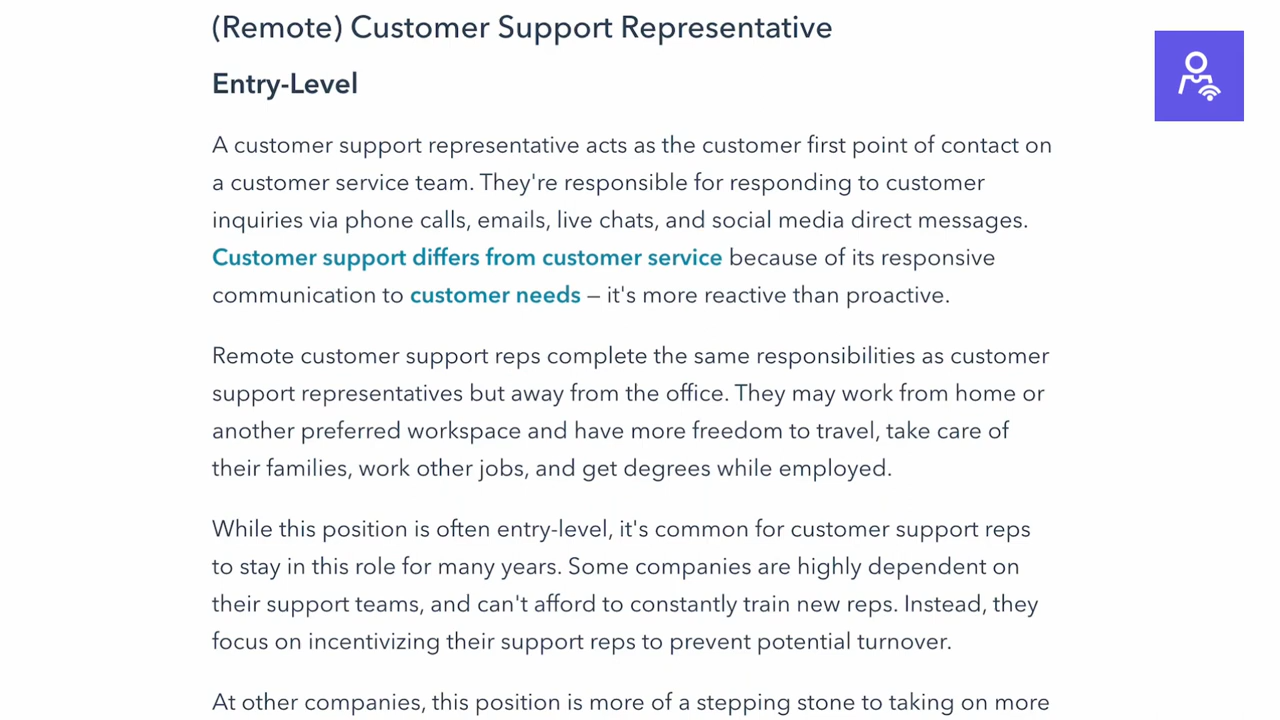 (Remote) Customer Support Representative
Entry-Level
A customer support representative acts as the customer first point of contact on
a customer service team. They're responsible for responding to customer
inquiries via phone calls, emails, live chats, and social media direct messages.
Customer support differs from customer service because of its responsive
communication to customer needs – it's more reactive than proactive.
Remote customer support reps complete the same responsibilities as customer
support representatives but away from the office. They may work from home or
another preferred workspace and have more freedom to travel, take care of
their families, work other jobs, and get degrees while employed.
While this position is often entry-level, it's common for customer support reps
to stay in this role for many years. Some companies are highly dependent on
their support teams, and can't afford to constantly train new reps. Instead, they
focus on incentivizing their support reps to prevent potential turnover.
At other companies, this position is more of a stepping stone to taking on more